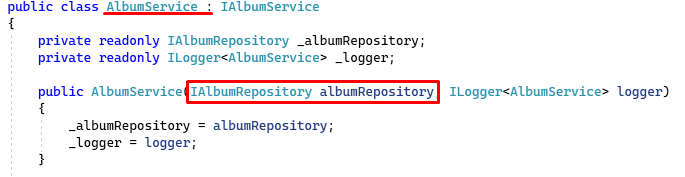 public class AlbumService : IAlbumService
{
private readonly IAlbumRepository _albumRepository;
private readonly ILogger<AlbumService> _logger;
public AlbumService(IAlbumRepository albumRepository, ILogger<AlbumService> logger)
{
_albumRepository = albumRepository;
_logger = logger;
}